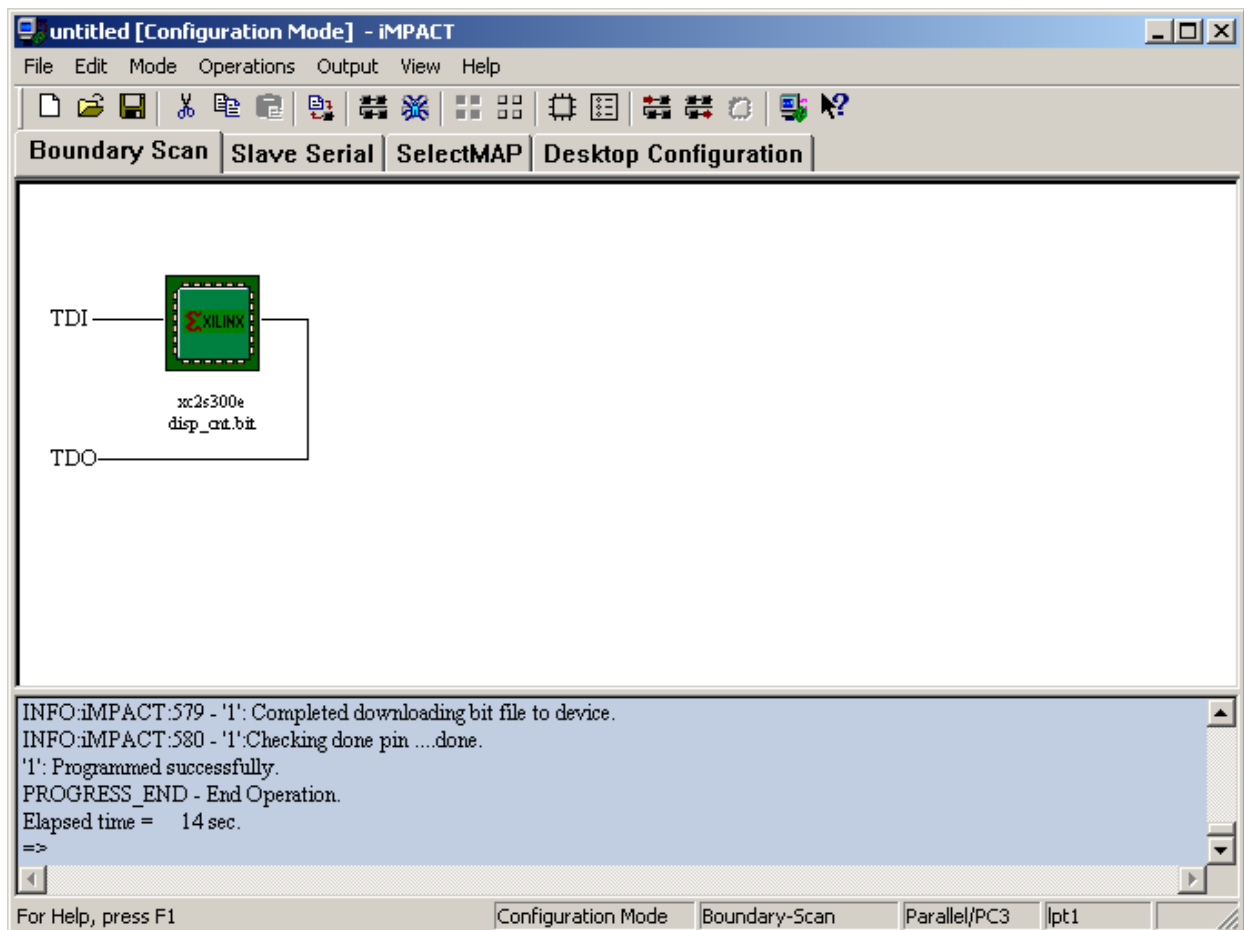 untitled [Configuration Mode] - iMPACT
File Edit Mode Operations Output View Help
Boundary Scan Slave Serial SelectMAP Desktop Configuration
TDI
XILINX
xc2s300e
disp_cnt.bit
TDO
INFO:iMPACT:579 - '1': Completed downloading bit file to device.
INFO:iMPACT:580 - '1':Checking done pin ....done.
'1': Programmed successfully.
PROGRESS_END - End Operation.
Elapsed time = 14 sec.
=>
For Help, press F1 Configuration Mode Boundary-Scan Parallel/PC3 lpt1